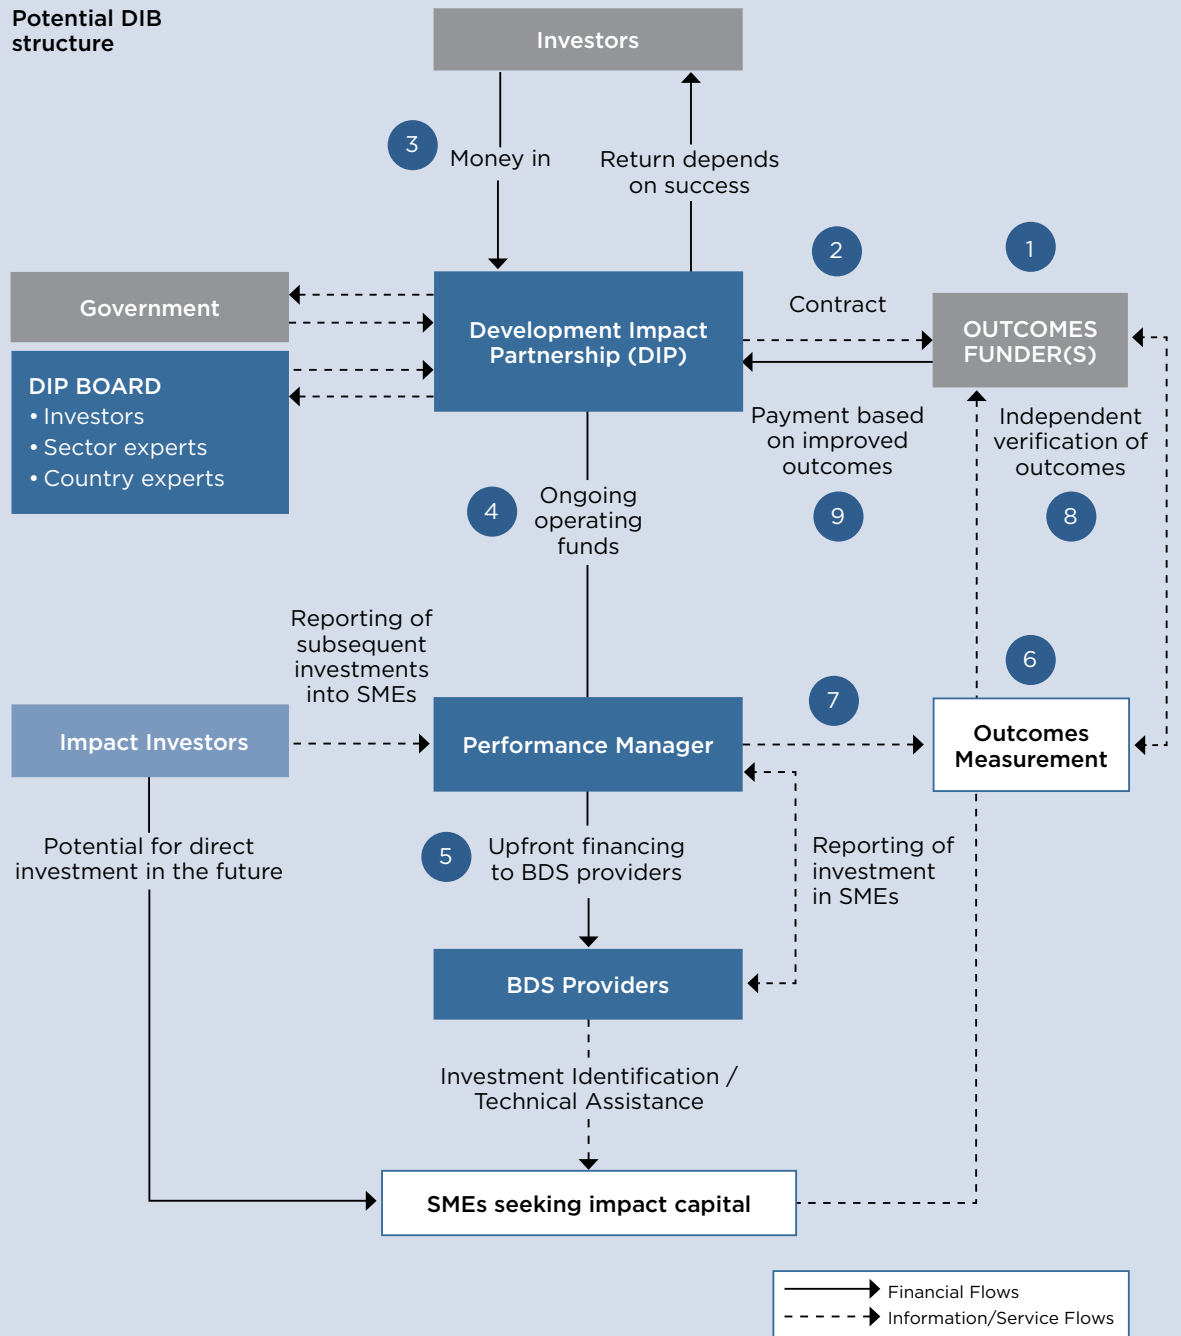 Potential DIB
structure
Investors
3
Money in
Return depends
on success
2
1
Contract
Government
Development Impact
Partnership (DIP)
OUTCOMES
FUNDER(S)
DIP BOARD
• Investors
• Sector experts
• Country experts
Payment based
on improved
outcomes
9
Independent
verification of
outcomes
8
4
Ongoing
operating
funds
Reporting of
subsequent
investments
into SMEs
7
6
Impact Investors
Performance Manager
Outcomes
Measurement
Potential for direct
investment in the future
5
Upfront financing
to BDS providers
Reporting of
investment
in SMEs
BDS Providers
Investment Identification /
Technical Assistance
SMEs seeking impact capital
Financial Flows
Information/Service Flows